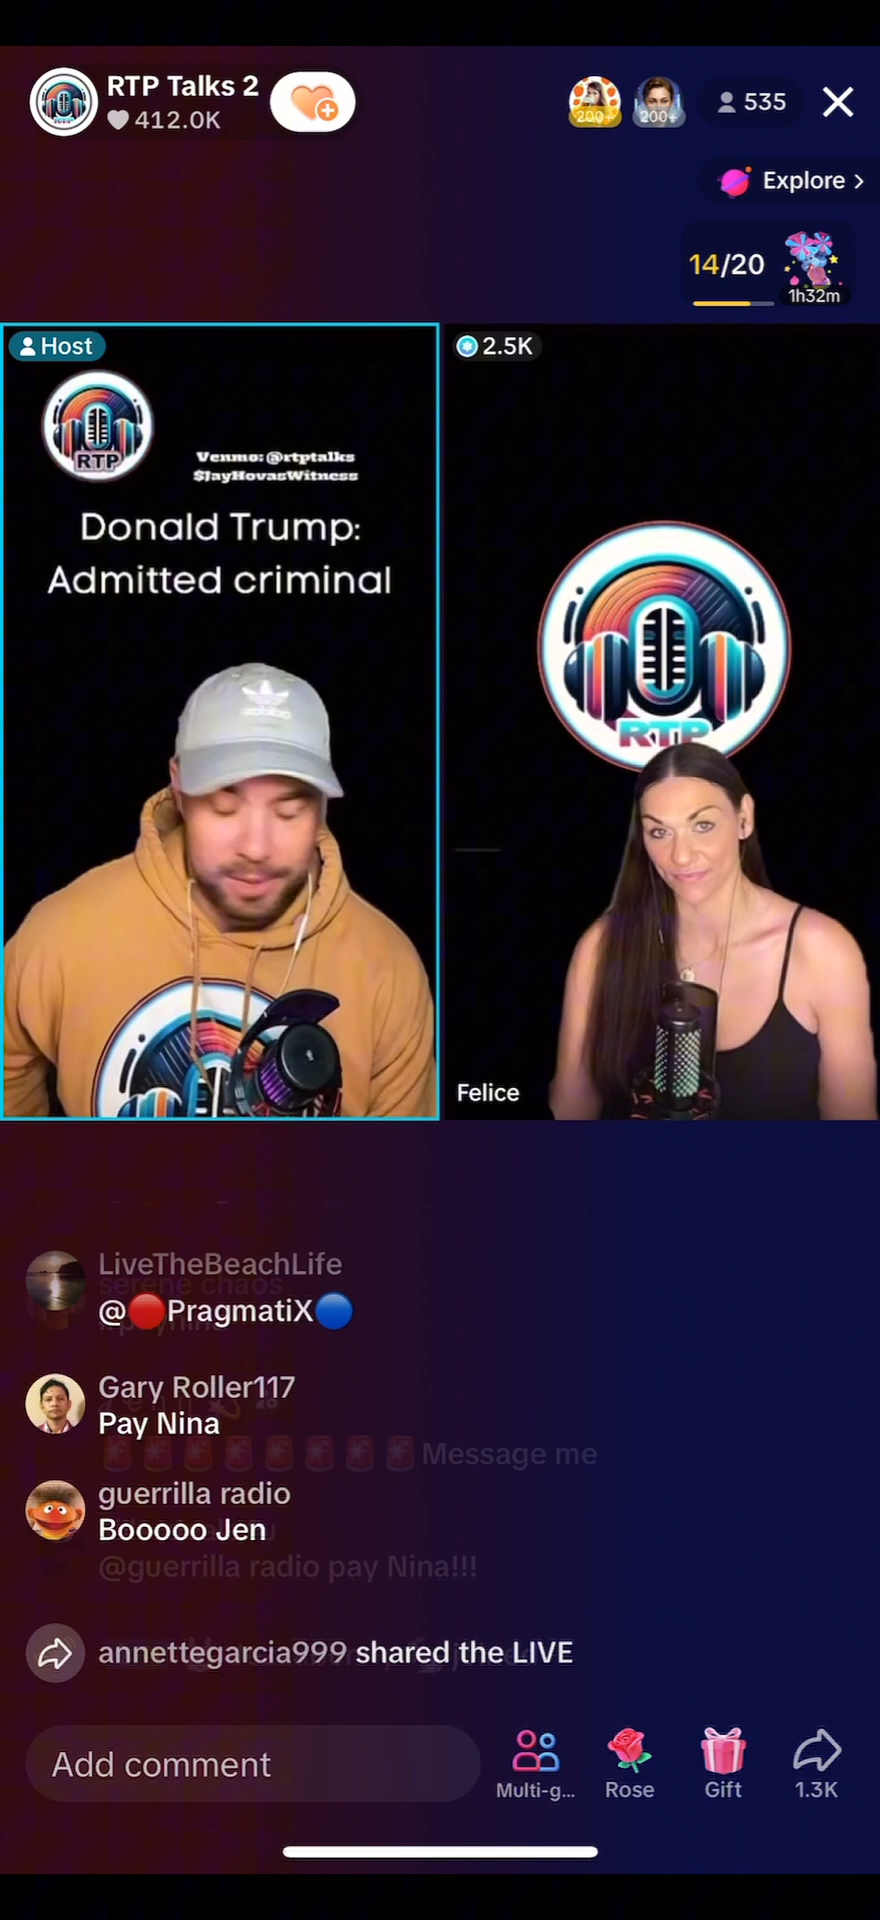 RTP Talks 2
412.0K
200+
200+
535
Explore >
14/20
1h32m
Host
2.5K
RTP
Venmo: @rtptalks
$JayHovasWitness
Donald Trump:
Admitted criminal
RTP
Felice
LiveTheBeachLife
serene chaos
@🔴PragmatiX🔵
Gary Roller117
Pay Nina
🚨🚨🚨🚨🚨🚨🚨🚨Message me
guerrilla radio
Booooo Jen
@guerrilla radio pay Nina!!!
annettegarcia999 shared the LIVE
Add comment
Multi-g...
Rose
Gift
1.3K